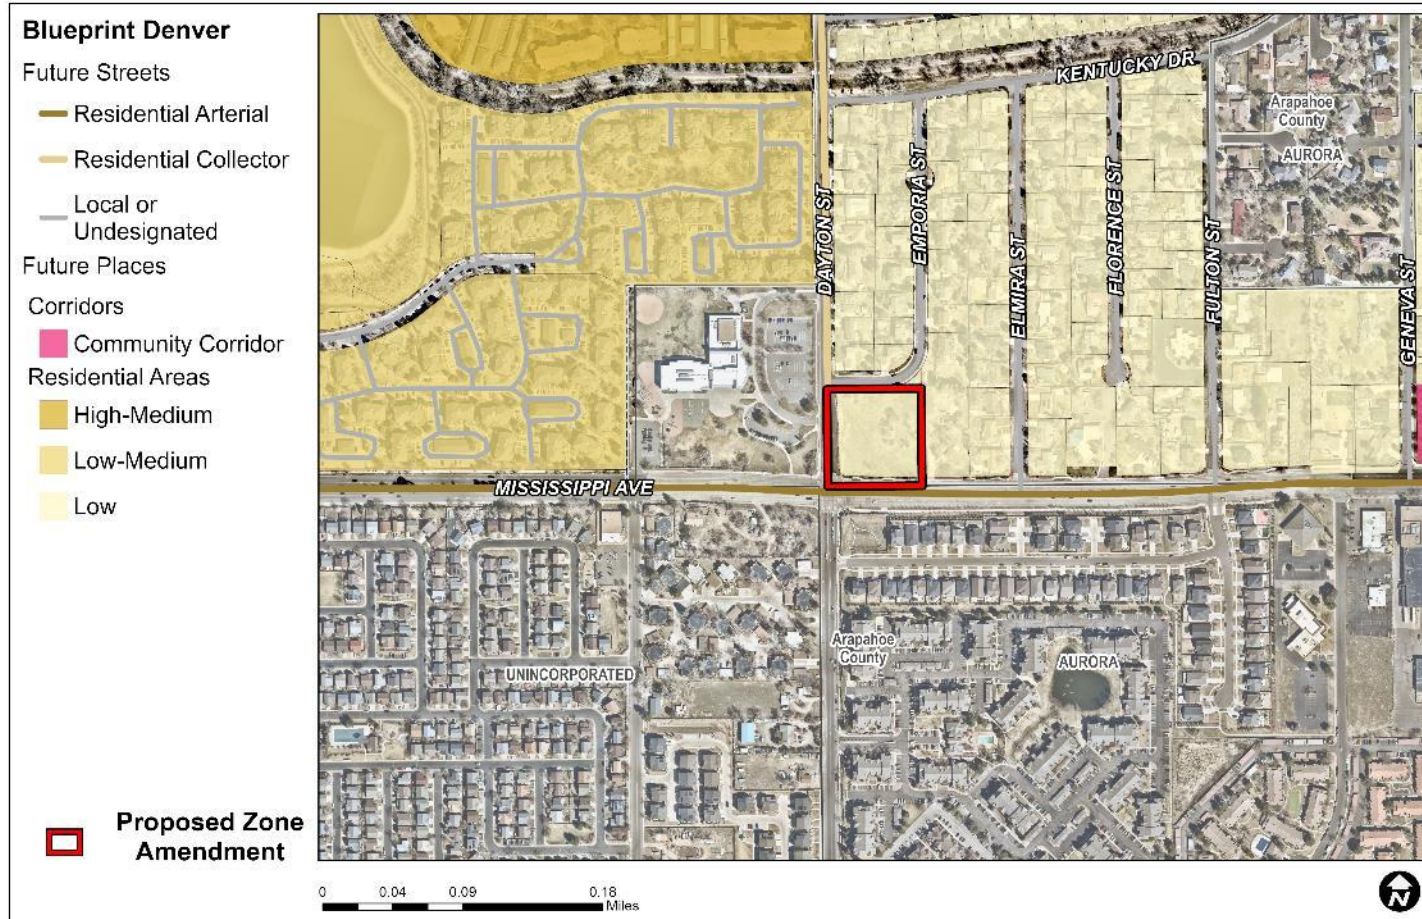 Blueprint Denver
Future Streets
Residential Arterial
Residential Collector
Local or
Undesignated
Future Places
Corridors
Community Corridor
Residential Areas
High-Medium
Low-Medium
Low
Proposed Zone
Amendment
KENTUCKY DR
Arapahoe
County
AURORA
DAYTON ST
EMPORIA ST
ELMIRA ST
FLORENCE ST
FULTON ST
GENEVA ST
MISSISSIPPI AVE
UNINCORPORATED
Arapahoe
County
AURORA
0 0.04 0.09 0.18
Miles
N